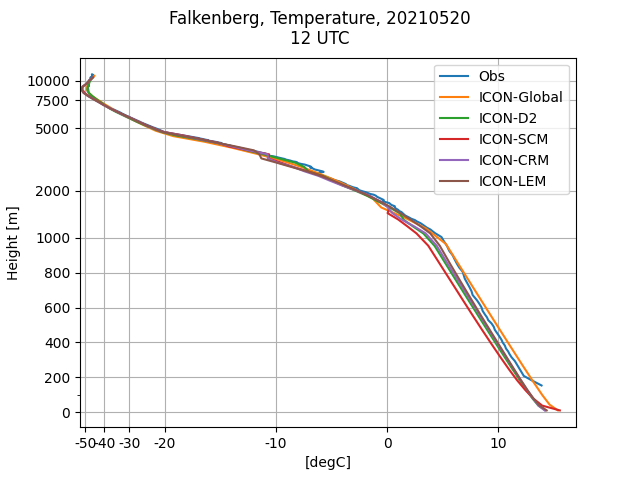 Falkenberg, Temperature, 20210520
12 UTC
Obs
ICON-Global
ICON-D2
ICON-SCM
ICON-CRM
ICON-LEM
10000
7500
5000
2000
1000
800
600
400
200
0
Height [m]
-50 -40 -30 -20 -10 0 10
[degC]